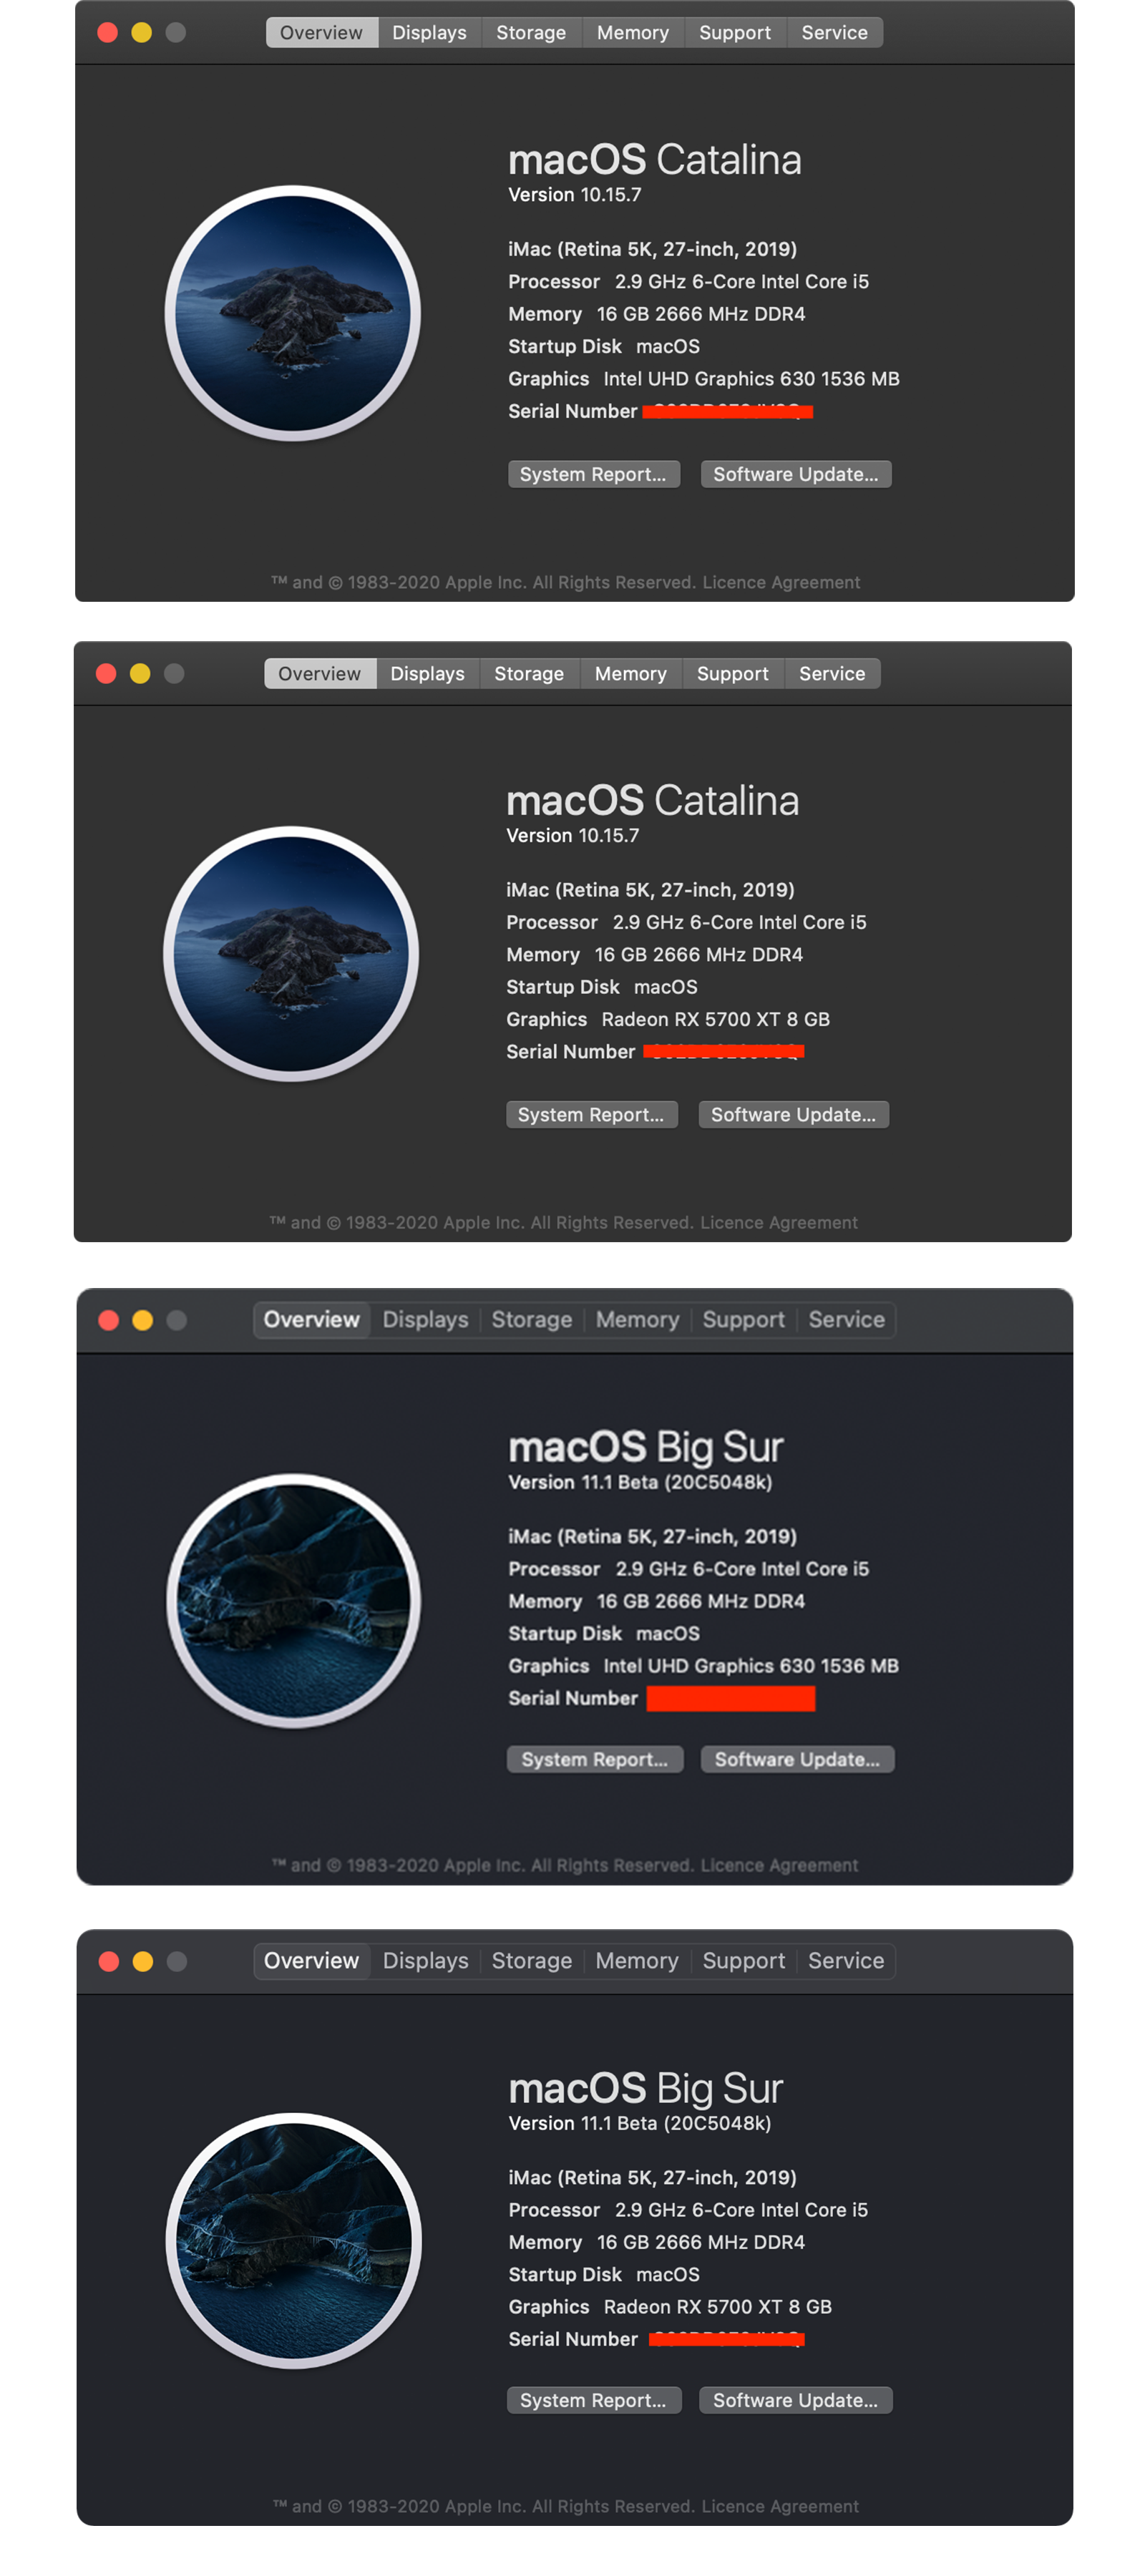 Overview Displays Storage Memory Support Service
macOS Catalina
Version 10.15.7
iMac (Retina 5K, 27-inch, 2019)
Processor 2.9 GHz 6-Core Intel Core i5
Memory 16 GB 2666 MHz DDR4
Startup Disk macOS
Graphics Intel UHD Graphics 630 1536 MB
Serial Number
System Report... Software Update...
™ and © 1983-2020 Apple Inc. All Rights Reserved. Licence Agreement
Overview Displays Storage Memory Support Service
macOS Catalina
Version 10.15.7
iMac (Retina 5K, 27-inch, 2019)
Processor 2.9 GHz 6-Core Intel Core i5
Memory 16 GB 2666 MHz DDR4
Startup Disk macOS
Graphics Radeon RX 5700 XT 8 GB
Serial Number
System Report... Software Update...
™ and © 1983-2020 Apple Inc. All Rights Reserved. Licence Agreement
Overview Displays Storage Memory Support Service
macOS Big Sur
Version 11.1 Beta (20C5048k)
iMac (Retina 5K, 27-inch, 2019)
Processor 2.9 GHz 6-Core Intel Core i5
Memory 16 GB 2666 MHz DDR4
Startup Disk macOS
Graphics Intel UHD Graphics 630 1536 MB
Serial Number
System Report... Software Update...
™ and © 1983-2020 Apple Inc. All Rights Reserved. Licence Agreement
Overview Displays Storage Memory Support Service
macOS Big Sur
Version 11.1 Beta (20C5048k)
iMac (Retina 5K, 27-inch, 2019)
Processor 2.9 GHz 6-Core Intel Core i5
Memory 16 GB 2666 MHz DDR4
Startup Disk macOS
Graphics Radeon RX 5700 XT 8 GB
Serial Number
System Report... Software Update...
™ and © 1983-2020 Apple Inc. All Rights Reserved. Licence Agreement